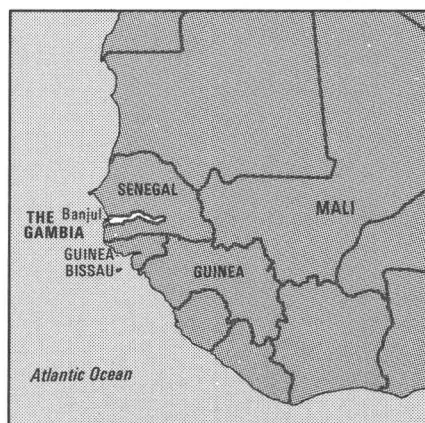 SENEGAL
MALI
THE
GAMBIA
Banjul
GUINEA
BISSAU
GUINEA
Atlantic Ocean